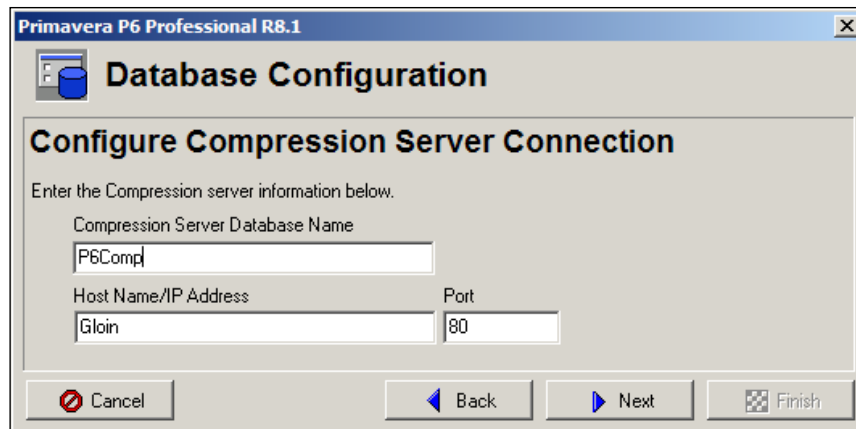 Primavera P6 Professional R8.1
Database Configuration
Configure Compression Server Connection
Enter the Compression server information below.
Compression Server Database Name
P6Comp
Host Name/IP Address Port
Gloin 80
Cancel Back Next Finish